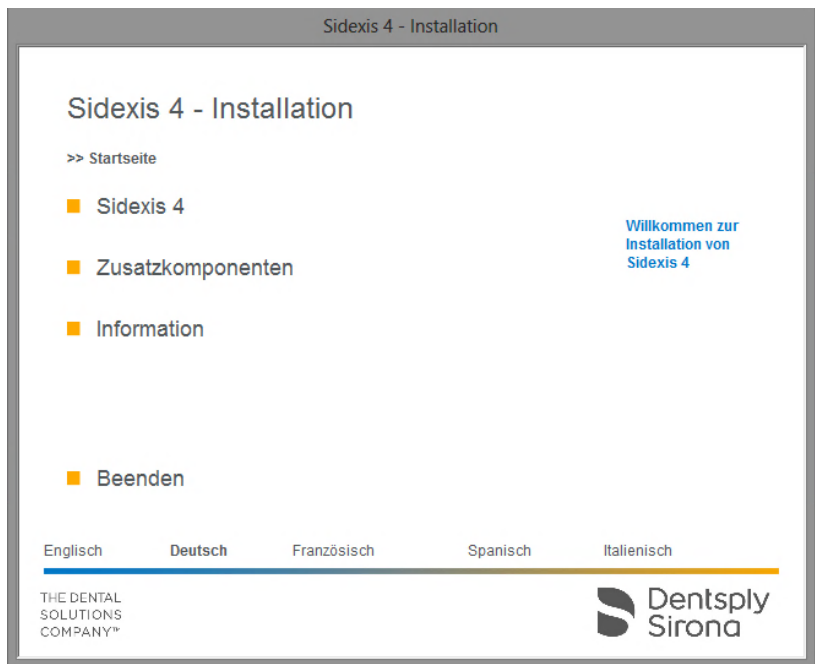 Sidexis 4 - Installation
Sidexis 4 - Installation
>> Startseite
Sidexis 4
Willkommen zur
Installation von
Sidexis 4
Zusatzkomponenten
Information
Beenden
Englisch Deutsch Französisch Spanisch Italienisch
THE DENTAL
SOLUTIONS
COMPANY™
Dentsply
Sirona